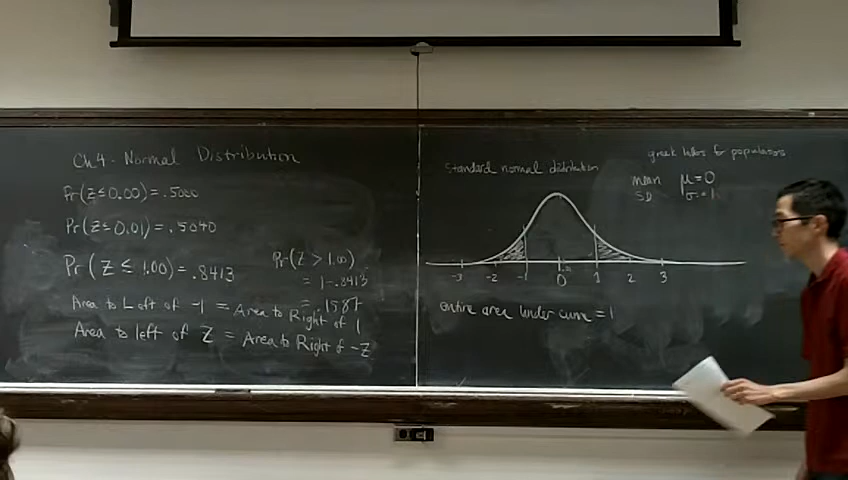 Ch 4 - Normal Distribution
Pr(Z ≤ 0.00) = .5000
Pr(Z ≤ 0.01) = .5040
Pr(Z ≤ 1.00) = .8413
Pr(Z > 1.00)
= 1 - .8413
= .1587
Area to Left of -1 = Area to Right of 1
Area to left of Z = Area to Right of -Z
Standard normal distribution
greek letters for populations
mean μ = 0
SD σ = 1
-3 -2 -1 0 1 2 3
entire area under curve = 1